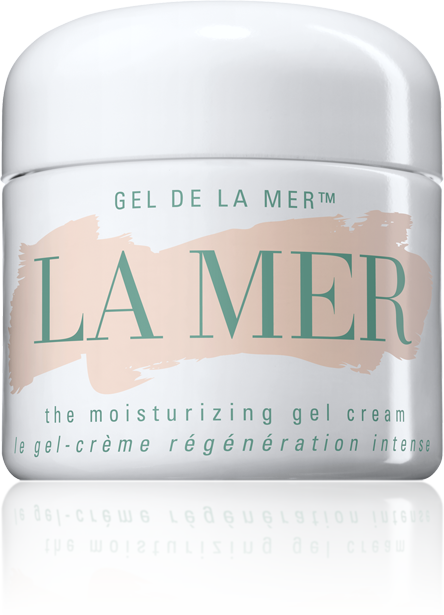 GEL DE LA MER™
LA MER
the moisturizing gel cream
le gel-crème régénération intense